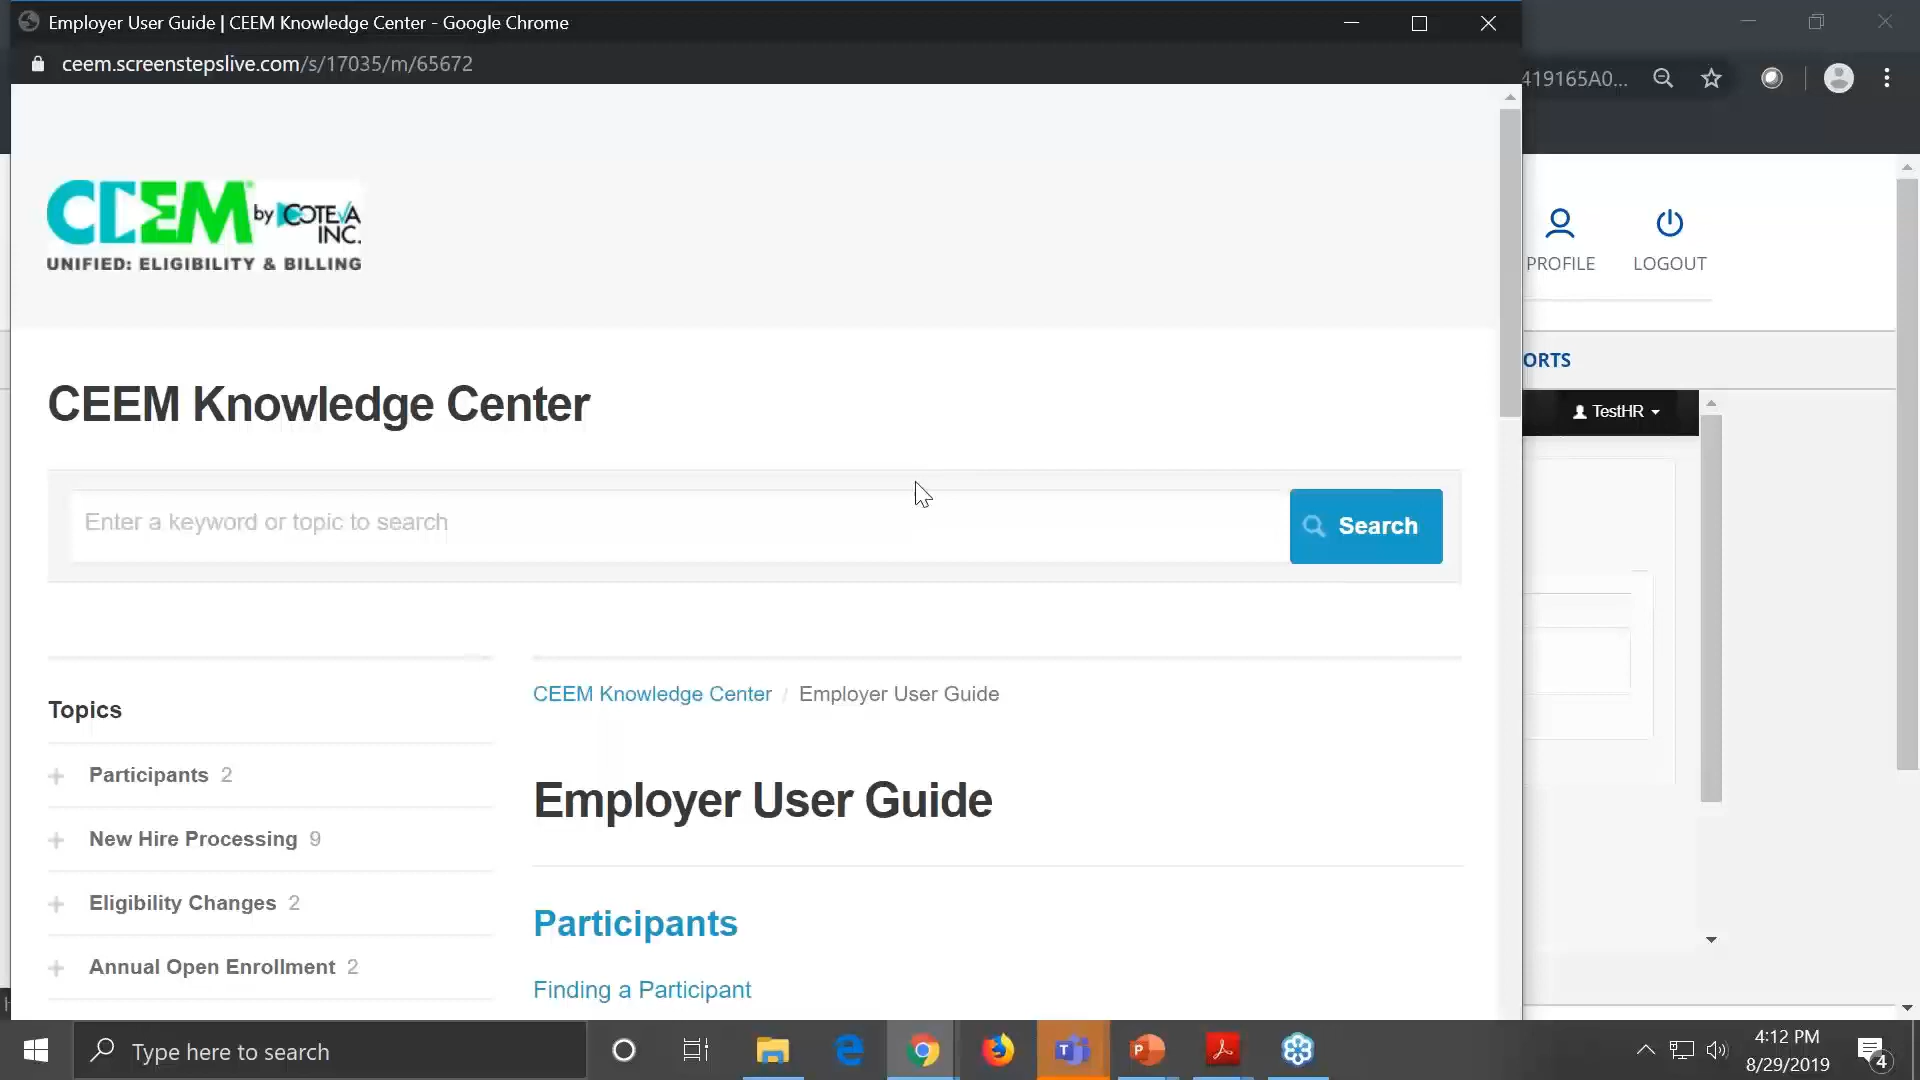 Employer User Guide | CEEM Knowledge Center - Google Chrome
ceem.screenstepslive.com/s/17035/m/65672
419165A0...
CEEM by COTEVA INC.
UNIFIED: ELIGIBILITY & BILLING
PROFILE
LOGOUT
ORTS
TestHR
CEEM Knowledge Center
Enter a keyword or topic to search
Search
Topics
Participants 2
New Hire Processing 9
Eligibility Changes 2
Annual Open Enrollment 2
CEEM Knowledge Center / Employer User Guide
Employer User Guide
Participants
Finding a Participant
Type here to search
4:12 PM
8/29/2019
4